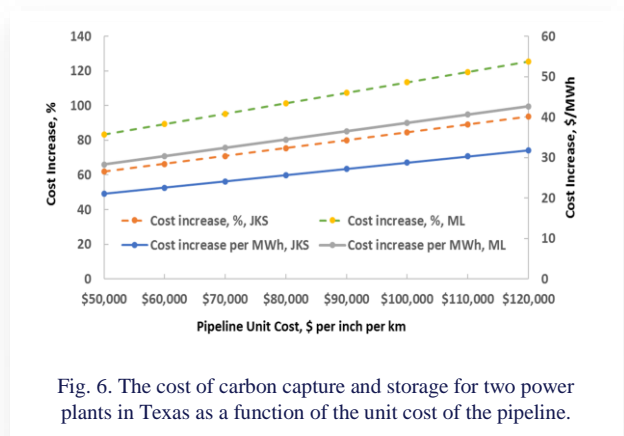 140
120
100
80
60
40
20
0
Cost Increase, %
60
50
40
30
20
10
0
Cost Increase, $/MWh
Cost increase, %, JKS
Cost increase, %, ML
Cost increase per MWh, JKS
Cost increase per MWh, ML
$50,000 $60,000 $70,000 $80,000 $90,000 $100,000 $110,000 $120,000
Pipeline Unit Cost, $ per inch per km
Fig. 6. The cost of carbon capture and storage for two power
plants in Texas as a function of the unit cost of the pipeline.